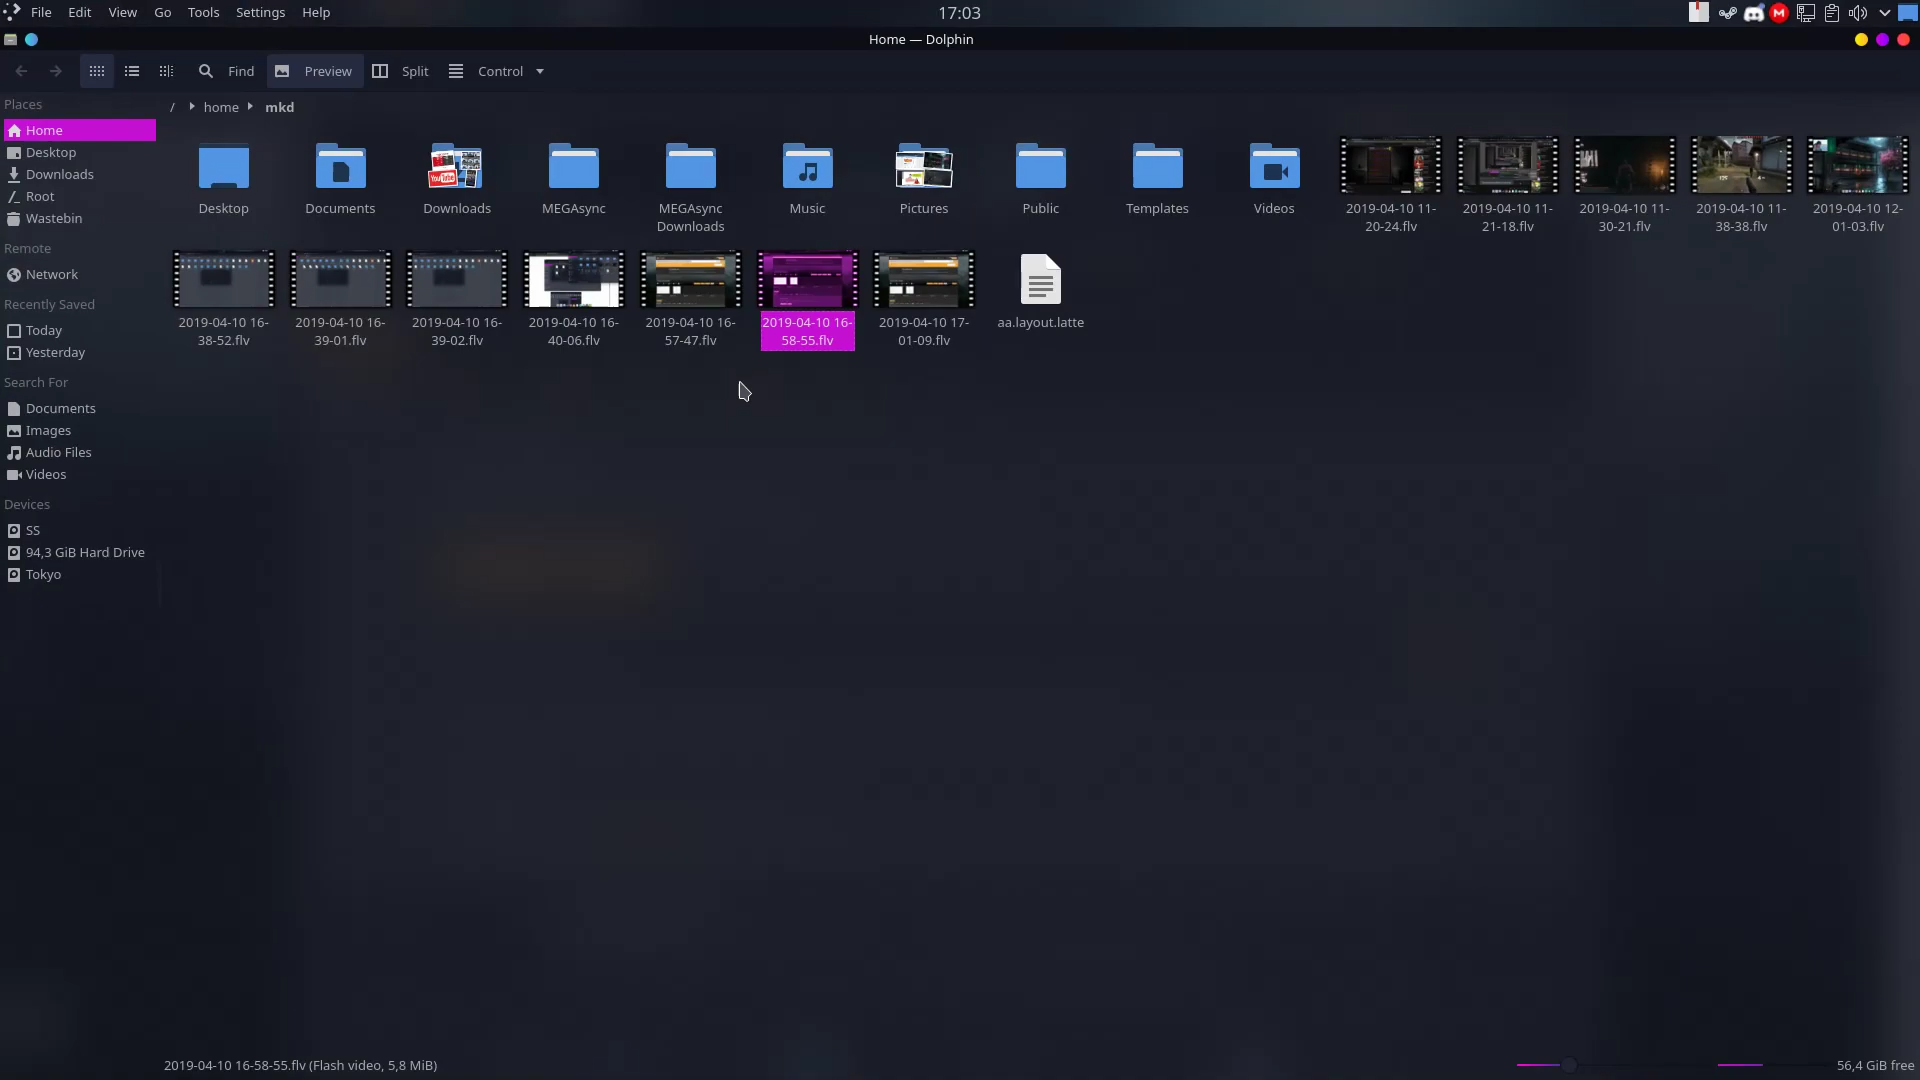 File Edit View Go Tools Settings Help
17:03
Home — Dolphin
Find Preview Split Control
/ home mkd
Places
Home
Desktop
Downloads
Root
Wastebin
Remote
Network
Recently Saved
Today
Yesterday
Search For
Documents
Images
Audio Files
Videos
Devices
SS
94,3 GiB Hard Drive
Tokyo
Desktop
Documents
Downloads
MEGAsync
MEGAsync
Downloads
Music
Pictures
Public
Templates
Videos
2019-04-10 11-
20-24.flv
2019-04-10 11-
21-18.flv
2019-04-10 11-
30-21.flv
2019-04-10 11-
38-38.flv
2019-04-10 12-
01-03.flv
2019-04-10 16-
38-52.flv
2019-04-10 16-
39-01.flv
2019-04-10 16-
39-02.flv
2019-04-10 16-
40-06.flv
2019-04-10 16-
57-47.flv
2019-04-10 16-
58-55.flv
2019-04-10 17-
01-09.flv
aa.layout.latte
2019-04-10 16-58-55.flv (Flash video, 5,8 MiB)
56,4 GiB free